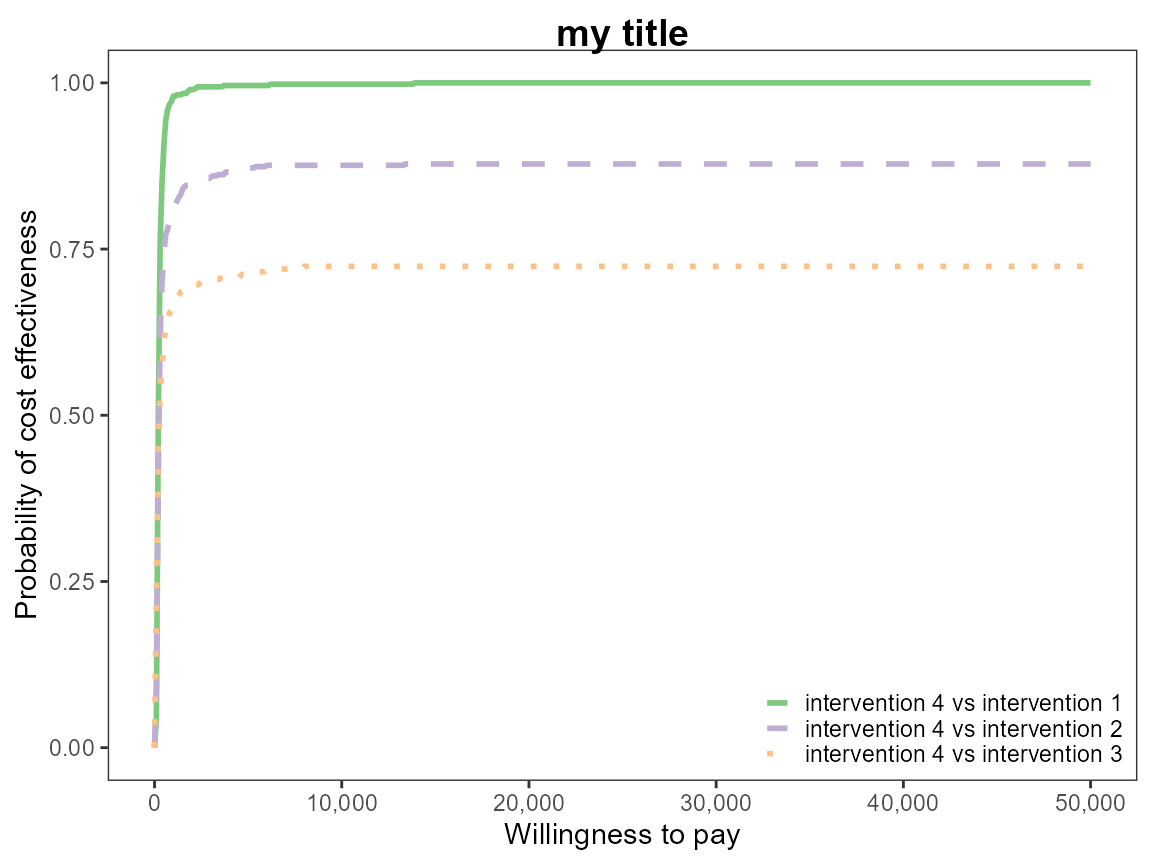 my title
Probability of cost effectiveness
1.00
0.75
0.50
0.25
0.00
intervention 4 vs intervention 1
intervention 4 vs intervention 2
intervention 4 vs intervention 3
0 10,000 20,000 30,000 40,000 50,000
Willingness to pay